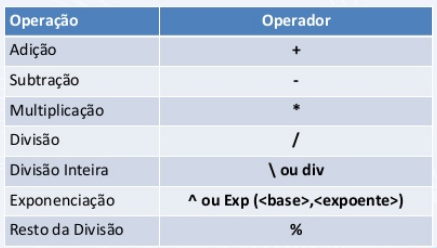 Operação Operador
Adição +
Subtração -
Multiplicação *
Divisão /
Divisão Inteira \ ou div
Exponenciação ^ ou Exp (<base>,<expoente>)
Resto da Divisão %